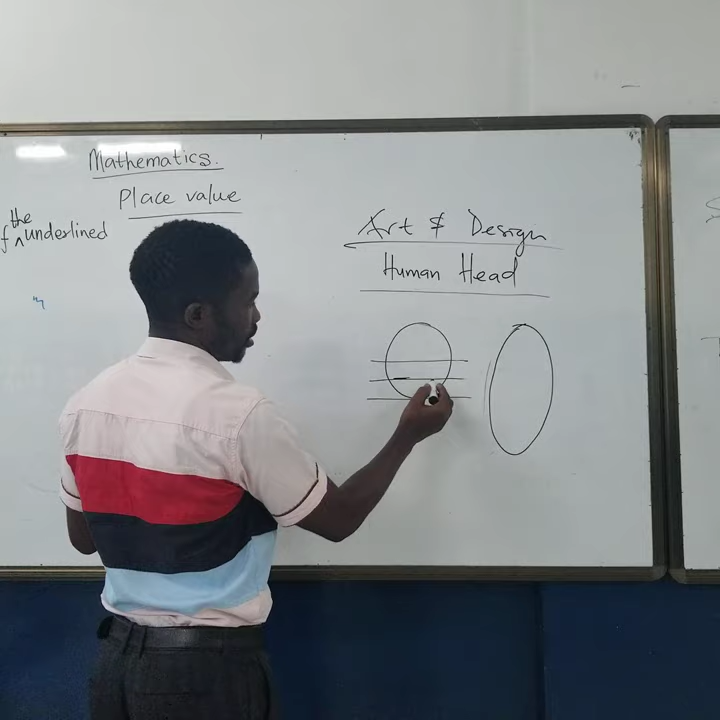 Mathematics.
Place value
the
f ^ underlined
Art & Design
Human Head